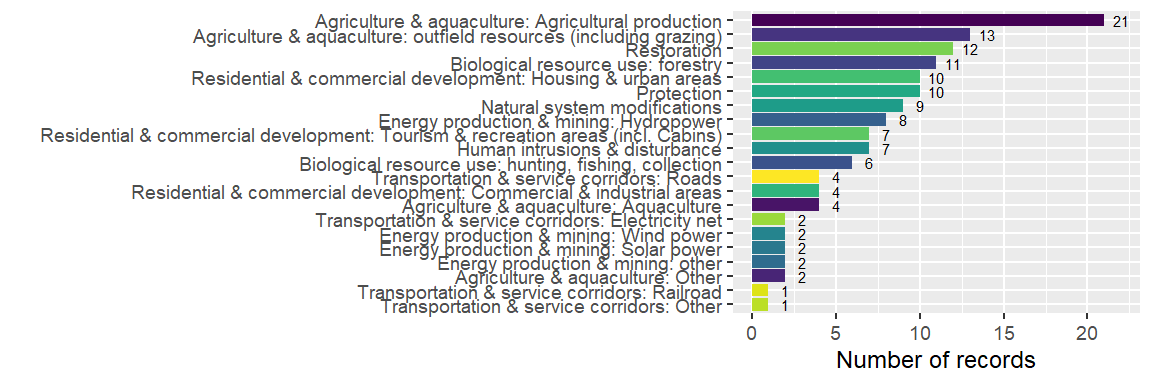 Agriculture & aquaculture: Agricultural production 21
Agriculture & aquaculture: outfield resources (including grazing) 13
Restoration 12
Biological resource use: forestry 11
Residential & commercial development: Housing & urban areas 10
Protection 10
Natural system modifications 9
Energy production & mining: Hydropower 8
Residential & commercial development: Tourism & recreation areas (incl. Cabins) 7
Human intrusions & disturbance 7
Biological resource use: hunting, fishing, collection 6
Transportation & service corridors: Roads 4
Residential & commercial development: Commercial & industrial areas 4
Agriculture & aquaculture: Aquaculture 4
Transportation & service corridors: Electricity net 2
Energy production & mining: Wind power 2
Energy production & mining: Solar power 2
Energy production & mining: other 2
Agriculture & aquaculture: Other 2
Transportation & service corridors: Railroad 1
Transportation & service corridors: Other 1
0 5 10 15 20
Number of records